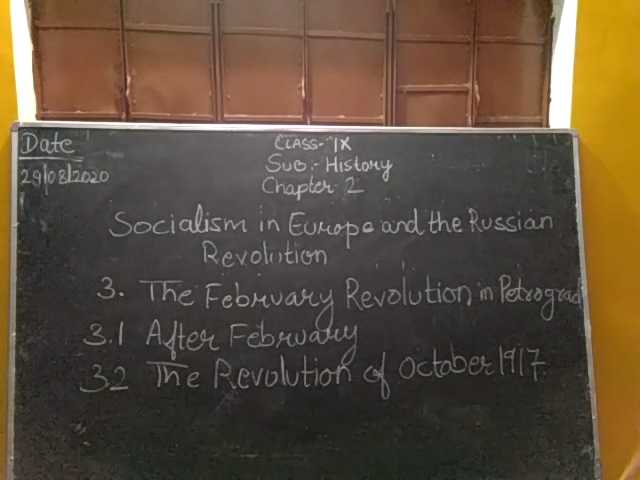 Date
29/08/2020
CLASS- IX
SUB:- History
Chapter- 2
Socialism in Europe and the Russian
Revolution
3. The February Revolution in Petrograd
3.1 After February
3.2 The Revolution of October 1917